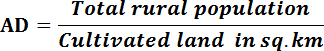 AD = Total rural population
Cultivated land in sq.km